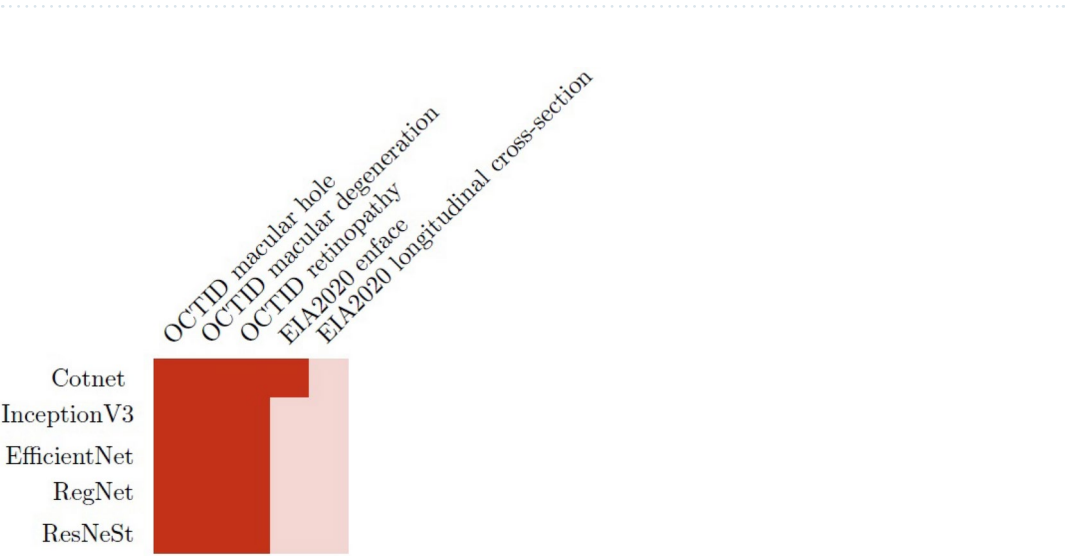 OCTID macular hole
OCTID macular degeneration
OCTID retinopathy
EIA2020 enface
EIA2020 longitudinal cross-section
Cotnet
InceptionV3
EfficientNet
RegNet
ResNeSt